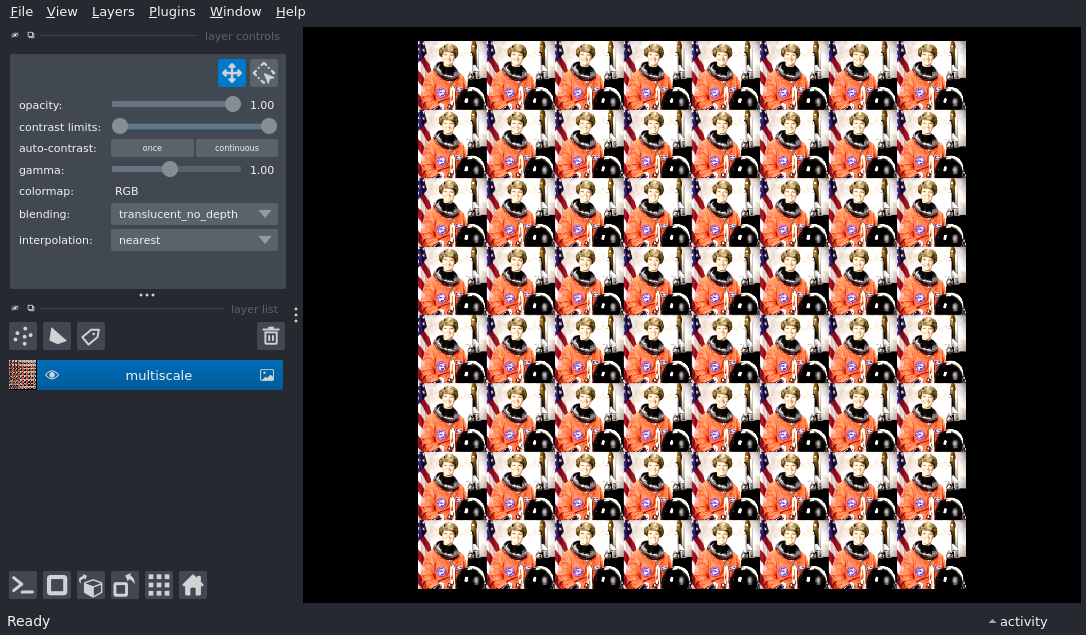 File View Layers Plugins Window Help
layer controls
opacity: 1.00
contrast limits:
auto-contrast: once continuous
gamma: 1.00
colormap: RGB
blending: translucent_no_depth
interpolation: nearest
layer list
multiscale
Ready
activity